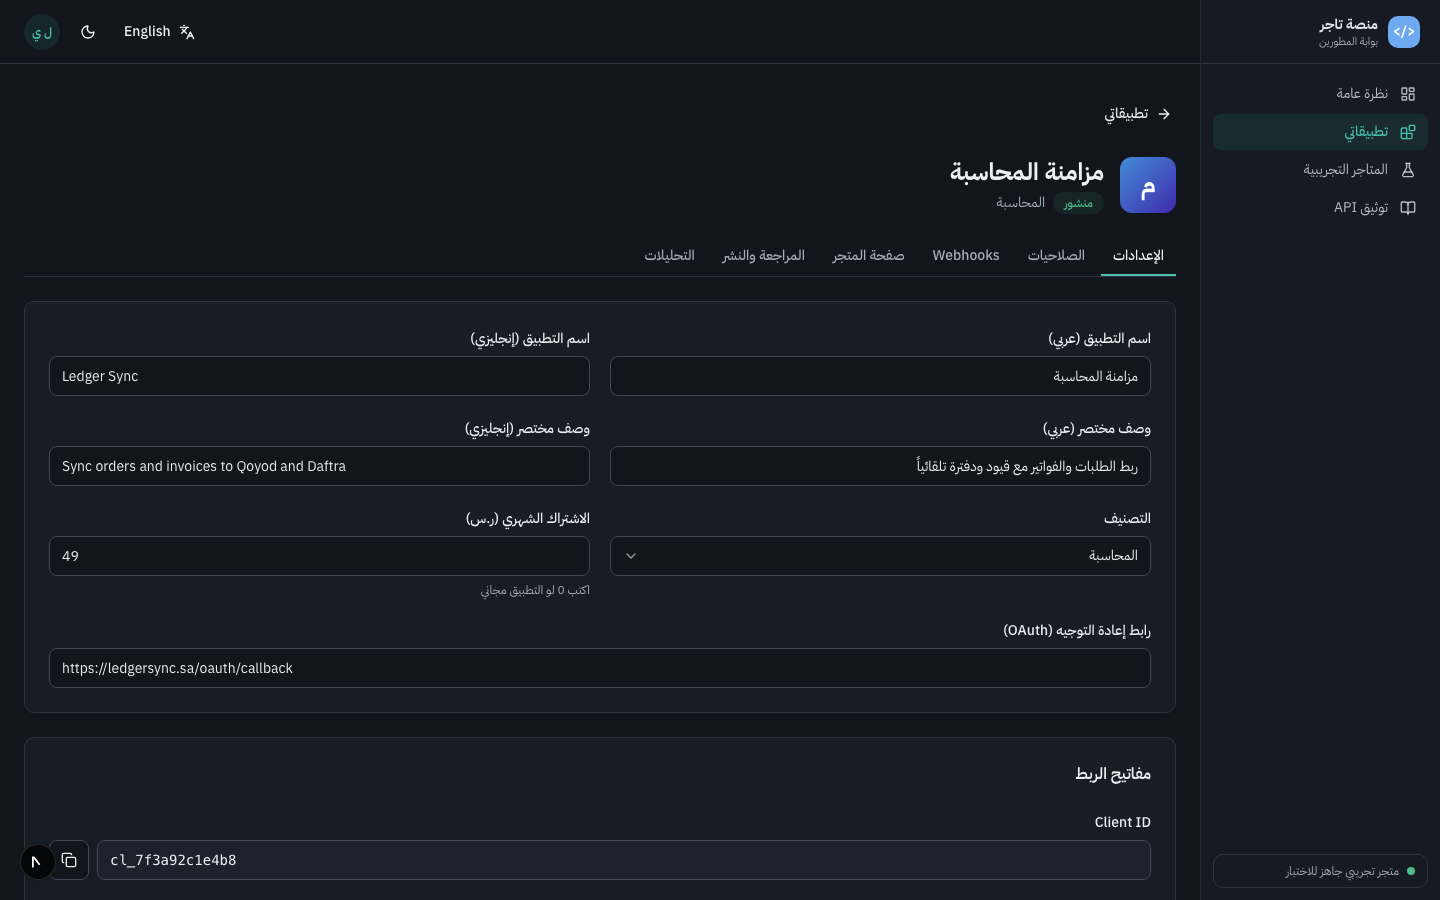 منصة تاجر
بوابة المطورين
</>
نظرة عامة
تطبيقاتي
المتاجر التجريبية
توثيق API
متجر تجريبي جاهز للاختبار
English
ل ي
تطبيقاتي
م
مزامنة المحاسبة
منشور المحاسبة
الإعدادات الصلاحيات Webhooks صفحة المتجر المراجعة والنشر التحليلات
اسم التطبيق (عربي)
مزامنة المحاسبة
اسم التطبيق (إنجليزي)
Ledger Sync
وصف مختصر (عربي)
ربط الطلبات والفواتير مع قيود ودفترة تلقائياً
وصف مختصر (إنجليزي)
Sync orders and invoices to Qoyod and Daftra
التصنيف
المحاسبة
الاشتراك الشهري (ر.س)
49
اكتب 0 لو التطبيق مجاني
رابط إعادة التوجيه (OAuth)
https://ledgersync.sa/oauth/callback
مفاتيح الربط
Client ID
cl_7f3a92c1e4b8